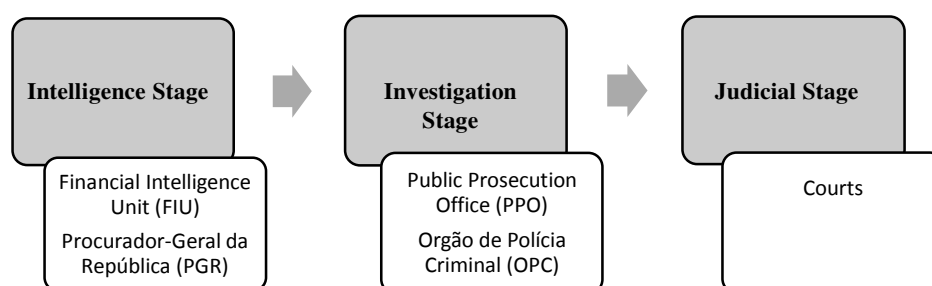 Intelligence Stage
Financial Intelligence
Unit (FIU)
Procurador-Geral da
República (PGR)
Investigation
Stage
Public Prosecution
Office (PPO)
Orgão de Polícia
Criminal (OPC)
Judicial Stage
Courts